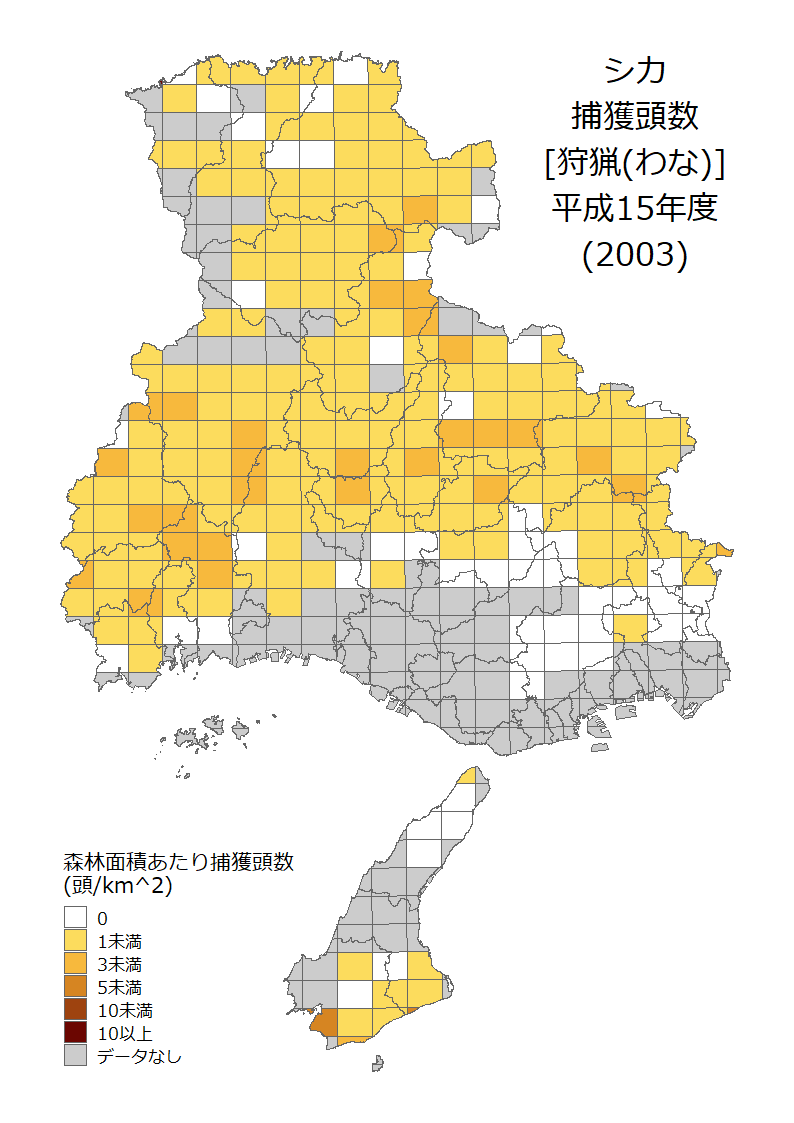 シカ
捕獲頭数
[狩猟(わな)]
平成15年度
(2003)
森林面積あたり捕獲頭数
(頭/km^2)
0
1未満
3未満
5未満
10未満
10以上
データなし